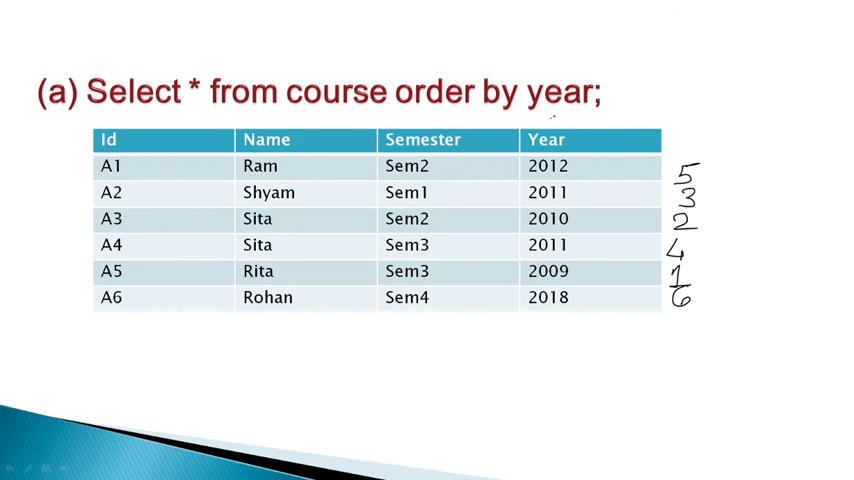 (a) Select * from course order by year;
Id Name Semester Year
A1 Ram Sem2 2012 5
A2 Shyam Sem1 2011 3
A3 Sita Sem2 2010 2
A4 Sita Sem3 2011 4
A5 Rita Sem3 2009 1
A6 Rohan Sem4 2018 6